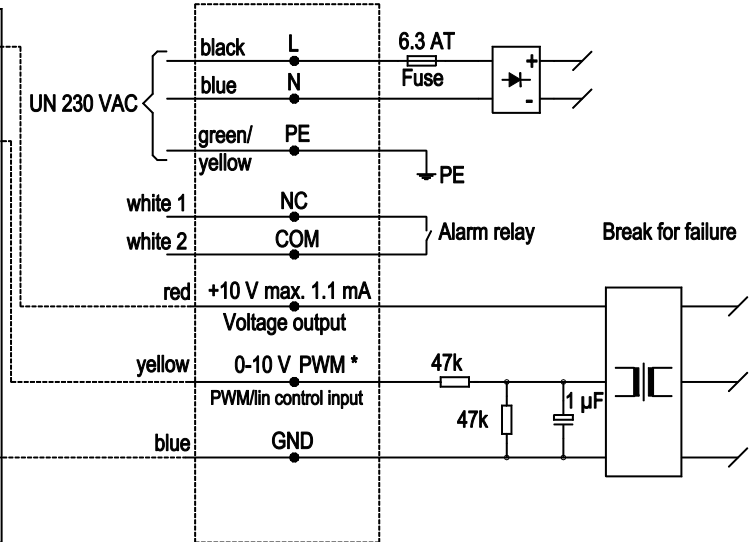 black L 6.3 AT
Fuse
blue N
+
-
UN 230 VAC
green/
yellow
PE
PE
white 1 NC
Alarm relay
Break for failure
white 2 COM
red +10 V max. 1.1 mA
Voltage output
yellow 0-10 V PWM *
PWM/lin control input
47k
47k
1 µF
blue GND